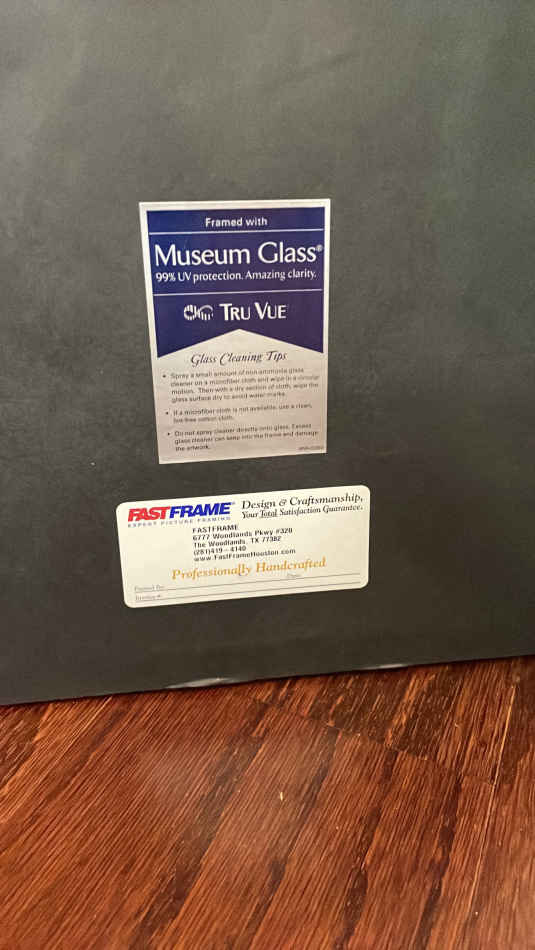 Framed with
Museum Glass®
99% UV protection. Amazing clarity.
TRU VUE
Glass Cleaning Tips
• Spray a small amount of non-ammonia glass
cleaner on a microfiber cloth and wipe in a circular
motion. Then with a dry section of cloth, wipe the
glass surface dry to avoid water marks.
• If a microfiber cloth is not available, use a clean,
lint-free cotton cloth.
• Do not spray cleaner directly onto glass. Excess
glass cleaner can seep into the frame and damage
the artwork.
FASTFRAME®
EXPERT PICTURE FRAMING
Design & Craftsmanship,
Your Total Satisfaction Guarantee.
FASTFRAME
6777 Woodlands Pkwy #320
The Woodlands, TX 77382
(281)419-4140
www.FastFrameHouston.com
Professionally Handcrafted
Framed for:
Date:
Invoice #: